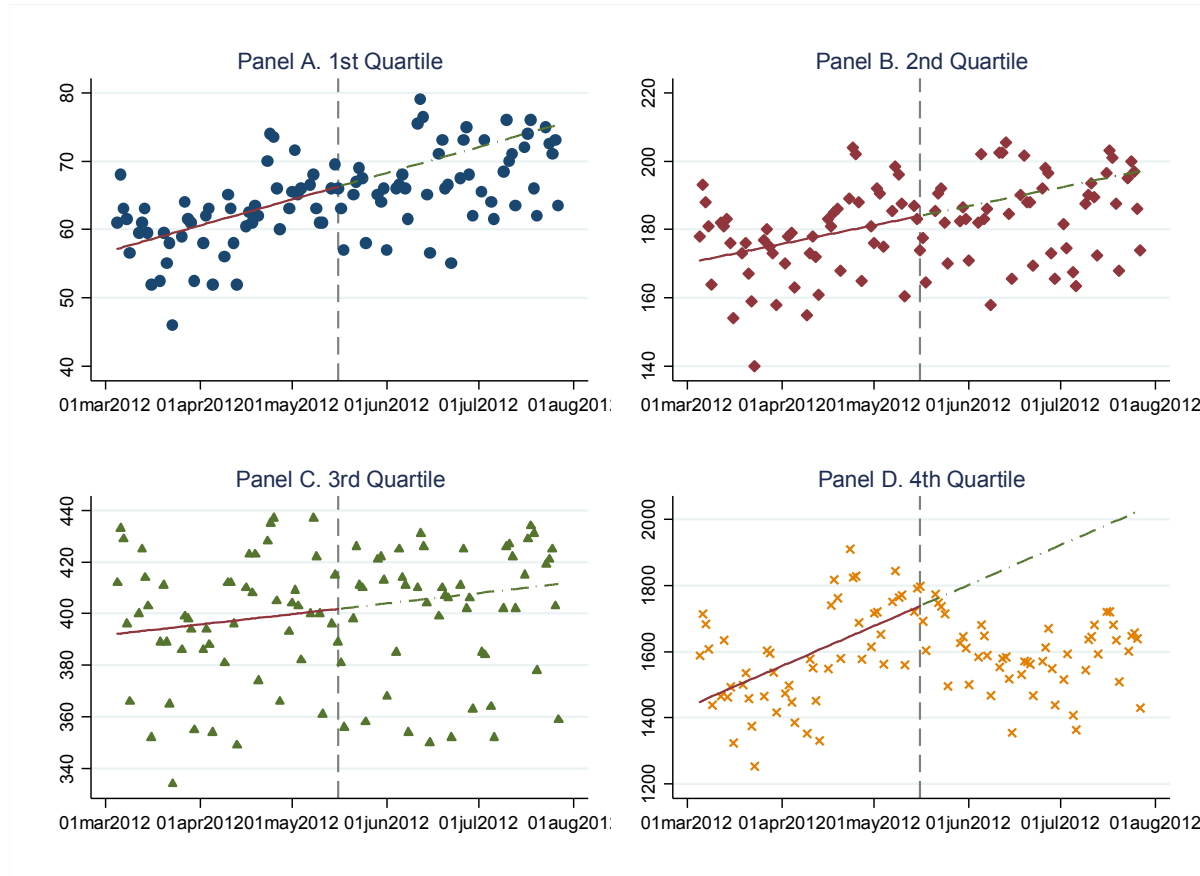 Panel A. 1st Quartile
80
70
60
50
40
01mar2012 01apr2012 01may2012 01jun2012 01jul2012 01aug2012
Panel B. 2nd Quartile
220
200
180
160
140
01mar2012 01apr2012 01may2012 01jun2012 01jul2012 01aug2012
Panel C. 3rd Quartile
440
420
400
380
360
340
01mar2012 01apr2012 01may2012 01jun2012 01jul2012 01aug2012
Panel D. 4th Quartile
2000
1800
1600
1400
1200
01mar2012 01apr2012 01may2012 01jun2012 01jul2012 01aug2012